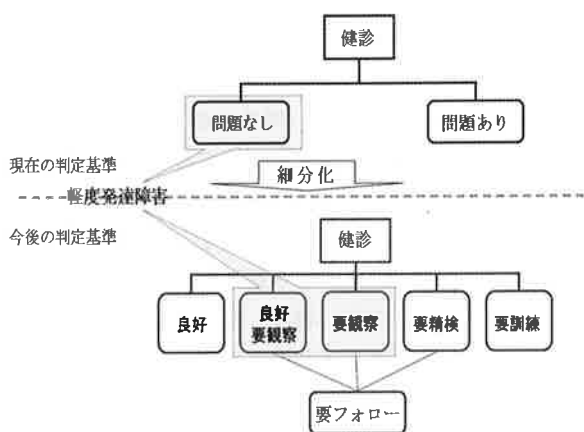 健診
問題なし
問題あり
現在の判定基準
細分化
軽度発達障害
今後の判定基準
健診
良好
良好
要観察
要観察
要精検
要訓練
要フォロー